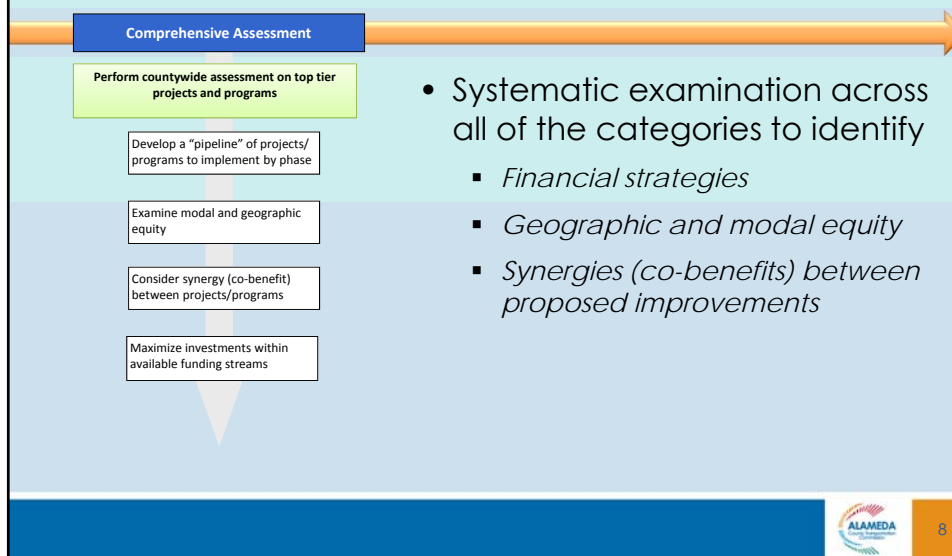 Comprehensive Assessment
Perform countywide assessment on top tier
projects and programs
Develop a “pipeline” of projects/
programs to implement by phase
Examine modal and geographic
equity
Consider synergy (co-benefit)
between projects/programs
Maximize investments within
available funding streams
• Systematic examination across
all of the categories to identify
▪ Financial strategies
▪ Geographic and modal equity
▪ Synergies (co-benefits) between
proposed improvements
ALAMEDA
County Transportation
Commission
8